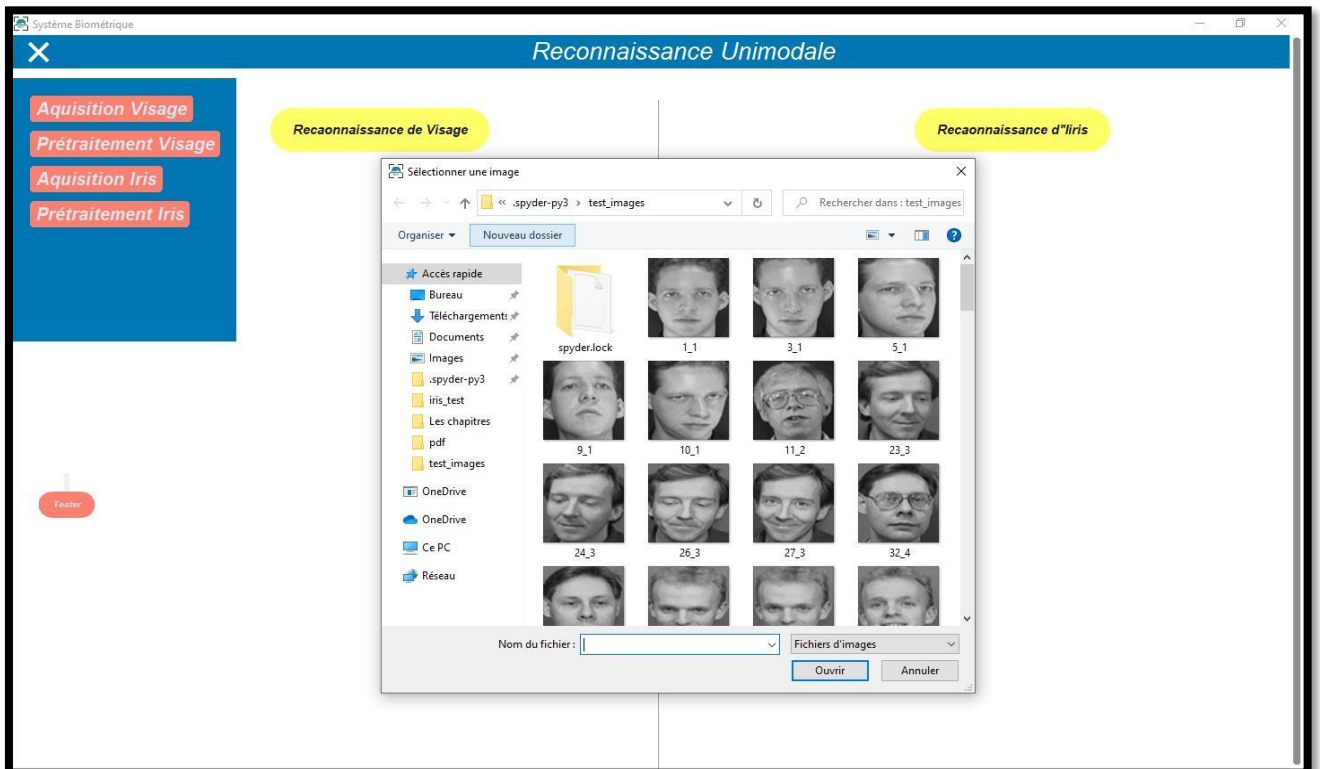 Système Biométrique
Reconnaissance Unimodale
Aquisition Visage
Prétraitement Visage
Aquisition Iris
Prétraitement Iris
Tester
Recaonnaissance de Visage
Recaonnaissance d"Iiris
Sélectionner une image
« .spyder-py3 › test_images
Rechercher dans : test_images
Organiser
Nouveau dossier
Accès rapide
Bureau
Téléchargements
Documents
Images
.spyder-py3
iris_test
Les chapitres
pdf
test_images
OneDrive
OneDrive
Ce PC
Réseau
spyder.lock
1_1
3_1
5_1
9_1
10_1
11_2
23_3
24_3
26_3
27_3
32_4
Nom du fichier :
Fichiers d'images
Ouvrir
Annuler